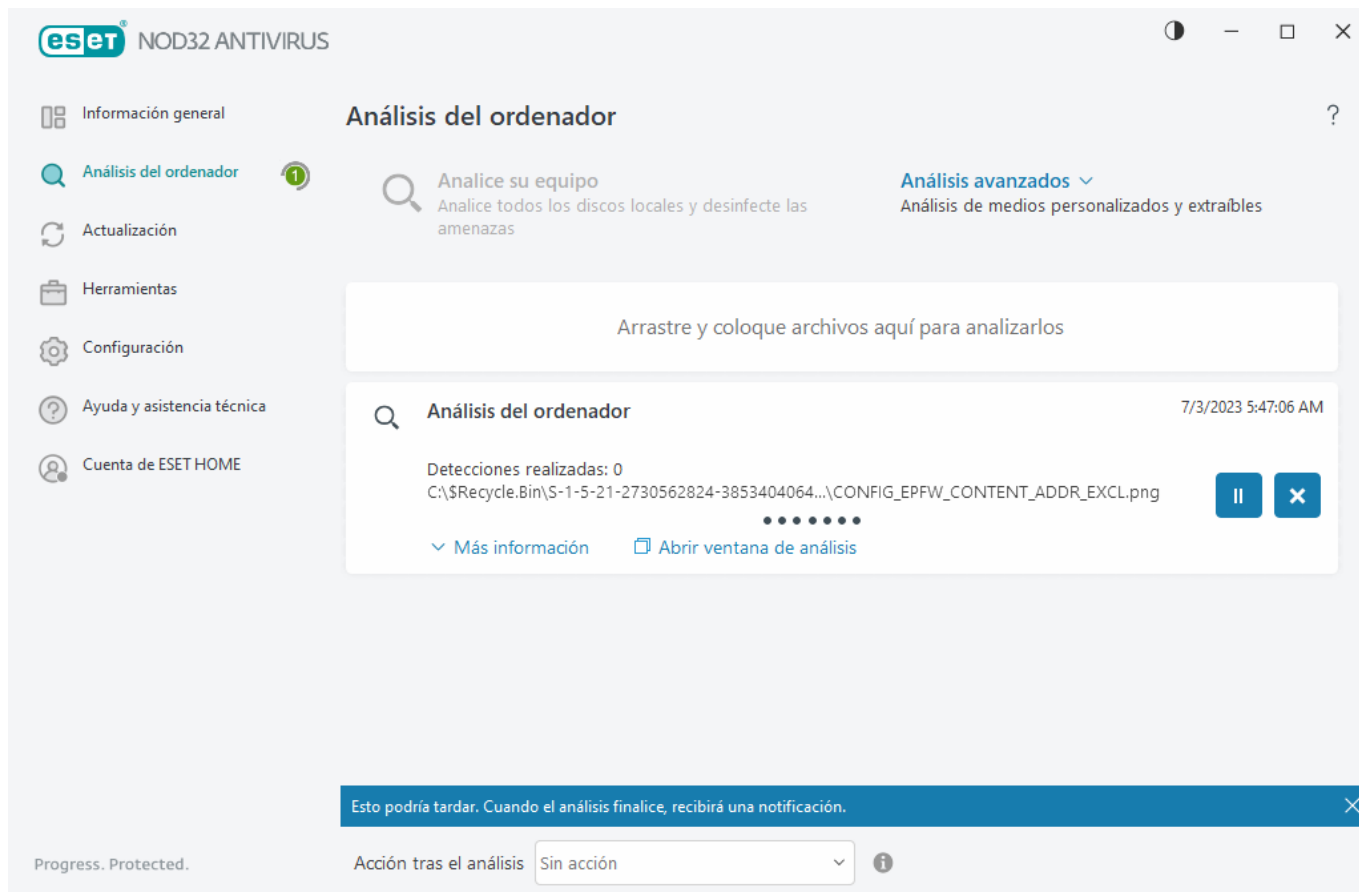 eset® NOD32 ANTIVIRUS
Información general
Análisis del ordenador
1
Actualización
Herramientas
Configuración
Ayuda y asistencia técnica
Cuenta de ESET HOME
Progress. Protected.
Análisis del ordenador
?
Analice su equipo
Analice todos los discos locales y desinfecte las
amenazas
Análisis avanzados
Análisis de medios personalizados y extraíbles
Arrastre y coloque archivos aquí para analizarlos
Análisis del ordenador
7/3/2023 5:47:06 AM
Detecciones realizadas: 0
C:\$Recycle.Bin\S-1-5-21-2730562824-3853404064...\CONFIG_EPFW_CONTENT_ADDR_EXCL.png
Más información
Abrir ventana de análisis
Esto podría tardar. Cuando el análisis finalice, recibirá una notificación.
Acción tras el análisis Sin acción